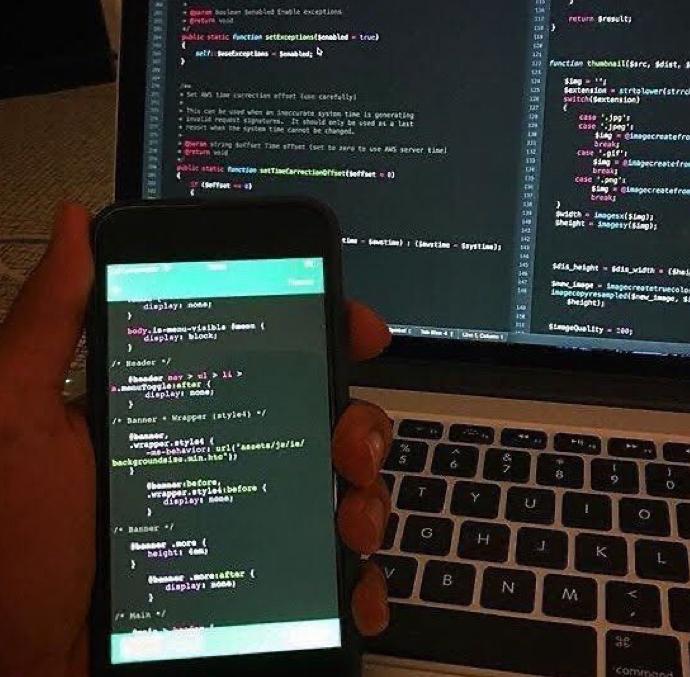 * @param boolean $enabled Enable exceptions
* @return void
*/
public static function setExceptions($enabled = true)
{
self::$useExceptions = $enabled;
}
/**
* Set AWS time correction offset (use carefully)
*
* This can be used when an inaccurate system time is generating
* invalid request signatures. It should only be used as a last
* resort when the system time cannot be changed.
*
* @param string $offset Time offset (set to zero to use AWS server time)
* @return void
*/
public static function setTimeCorrectionOffset($offset = 0)
{
if ($offset == 0)
{
time - $awstime) : ($awstime - $systime);
Tab Size 4 | Line 1, Column 1
}
return $result;
}
function thumbnail($src, $dist, $
$img = '';
$extension = strtolower(strrc
switch($extension)
{
case '.jpg':
case '.jpeg':
$img = @imagecreatefro
break;
case '.gif':
$img = @imagecreatefro
break;
case '.png':
$img = @imagecreatefro
break;
}
$width = imagesx($img);
$height = imagesy($img);
$dis_height = $dis_width = ($hei
$new_image = imagecreatetruecolo
imagecopyresampled($new_image, $i
$height);
$imageQuality = 100;
display: none;
}
body.is-menu-visible #menu {
display: block;
}
/* Header */
#header nav > ul > li >
a.menuToggle:after {
display: none;
}
/* Banner + Wrapper (style4) */
#banner,
.wrapper.style4 {
-ms-behavior: url("assets/js/ie/
backgroundsize.min.htc");
}
#banner:before,
.wrapper.style4:before {
display: none;
}
/* Banner */
#banner .more {
height: 4em;
}
#banner .more:after {
display: none;
}
/* Main */
% 5 ^ 6 & 7 * 8 ( 9 ) 0
T Y U I O
G H J K L
V B N M < ,
⌘
command